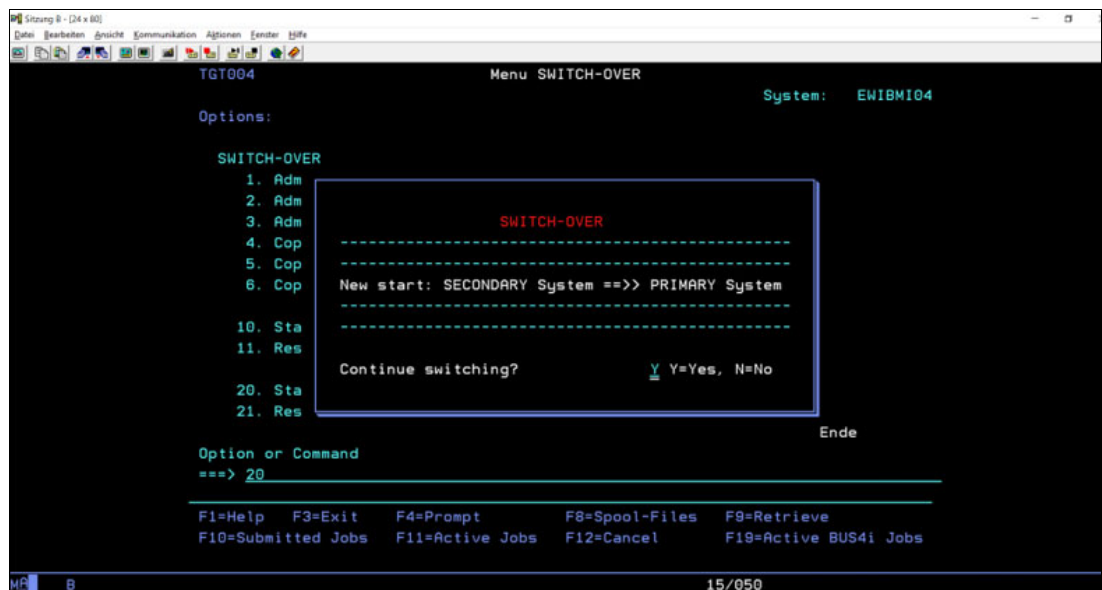 Sitzung B - [24 x 80]
Datei Bearbeiten Ansicht Kommunikation Aktionen Fenster Hilfe
TGT004 Menu SWITCH-OVER
System: EWIBMI04
Options:
SWITCH-OVER
1. Adm
2. Adm
3. Adm
SWITCH-OVER
4. Cop
-----------------------------------------------
5. Cop
-----------------------------------------------
6. Cop
New start: SECONDARY System ==>> PRIMARY System
-----------------------------------------------
10. Sta
-----------------------------------------------
11. Res
Continue switching? Y Y=Yes, N=No
20. Sta
21. Res
Ende
Option or Command
===> 20
F1=Help F3=Exit F4=Prompt F8=Spool-Files F9=Retrieve
F10=Submitted Jobs F11=Active Jobs F12=Cancel F19=Active BUS4i Jobs
MA B 15/050